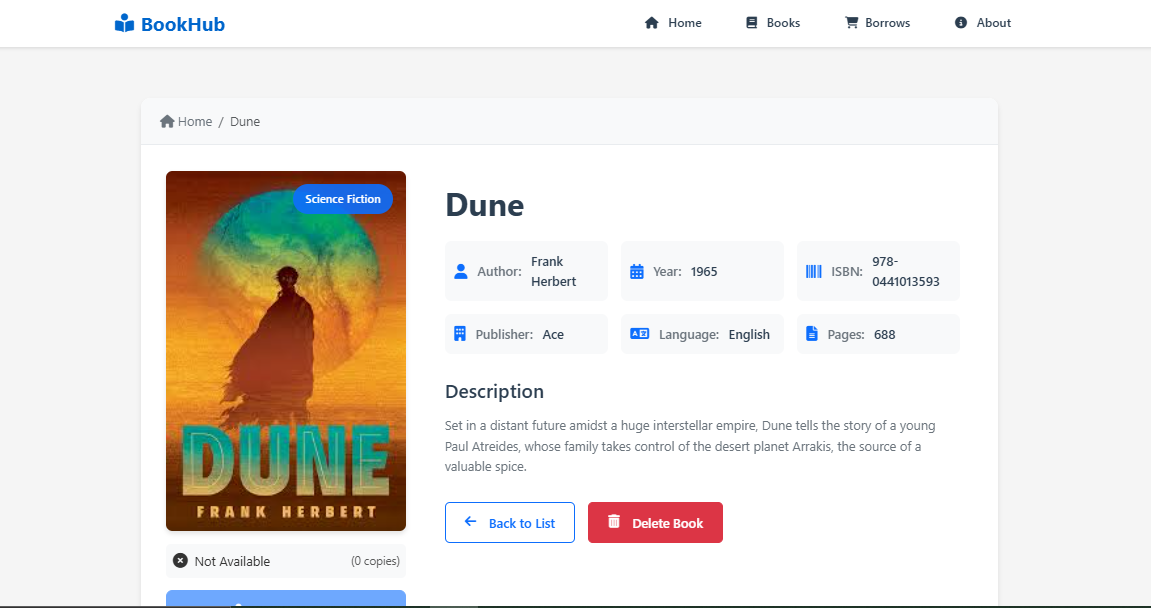 BookHub
Home
Books
Borrows
About
Home / Dune
Science Fiction
DUNE
FRANK HERBERT
Not Available
(0 copies)
Dune
Author:
Frank
Herbert
Year: 1965
ISBN:
978-
0441013593
Publisher: Ace
Language: English
Pages: 688
Description
Set in a distant future amidst a huge interstellar empire, Dune tells the story of a young
Paul Atreides, whose family takes control of the desert planet Arrakis, the source of a
valuable spice.
Back to List
Delete Book